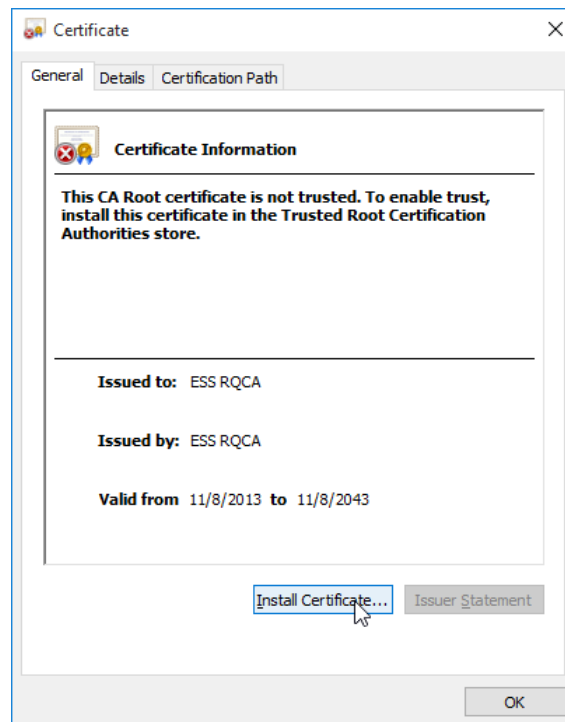 Certificate
General Details Certification Path
Certificate Information
This CA Root certificate is not trusted. To enable trust,
install this certificate in the Trusted Root Certification
Authorities store.
Issued to: ESS RQCA
Issued by: ESS RQCA
Valid from 11/8/2013 to 11/8/2043
Install Certificate... Issuer Statement
OK